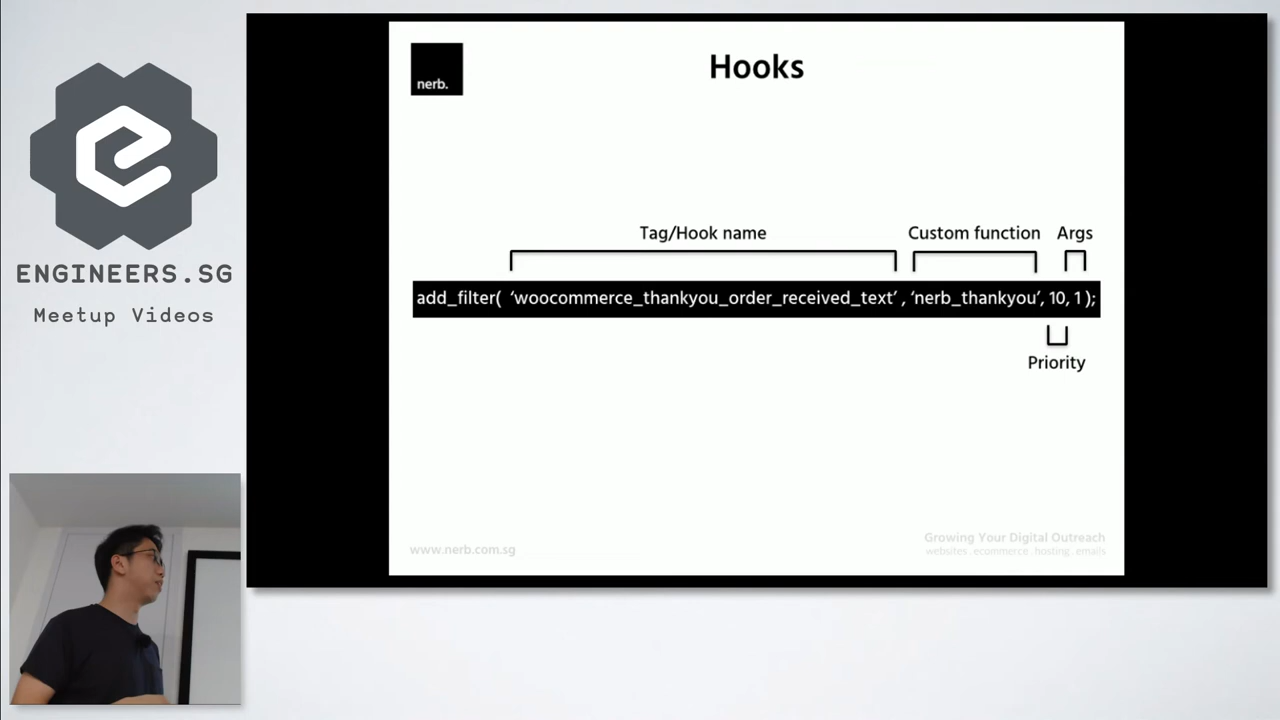 ENGINEERS.SG
Meetup Videos
nerb.
Hooks
Tag/Hook name
Custom function
Args
add_filter( ‘woocommerce_thankyou_order_received_text’ , ‘nerb_thankyou’, 10, 1 );
Priority
www.nerb.com.sg
Growing Your Digital Outreach
websites . ecommerce . hosting . emails